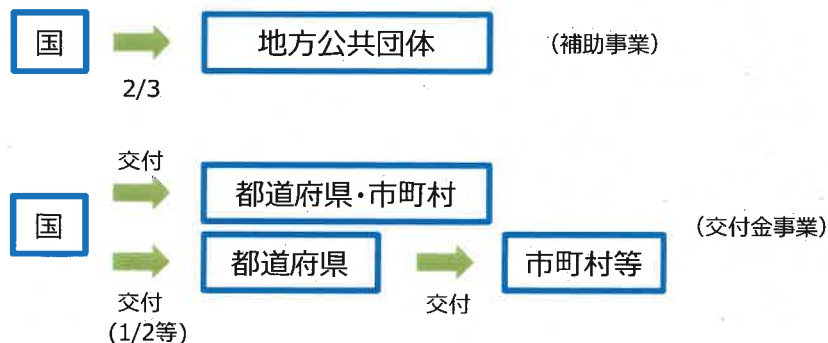 国 地方公共団体 (補助事業)
2/3
交付
都道府県・市町村
国 (交付金事業)
都道府県 市町村等
交付 交付
(1/2等)